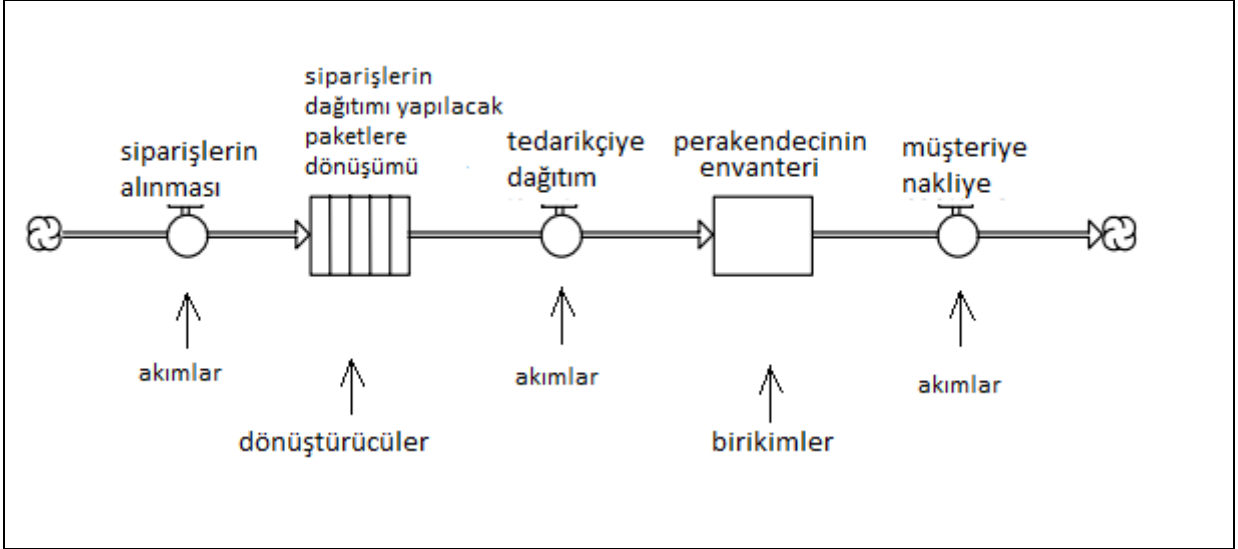 siparişlerin
dağıtımı yapılacak
paketlere
dönüşümü
siparişlerin
alınması
tedarikçiye
dağıtım
perakendecinin
envanteri
müşteriye
nakliye
akımlar
akımlar
akımlar
dönüştürücüler
birikimler